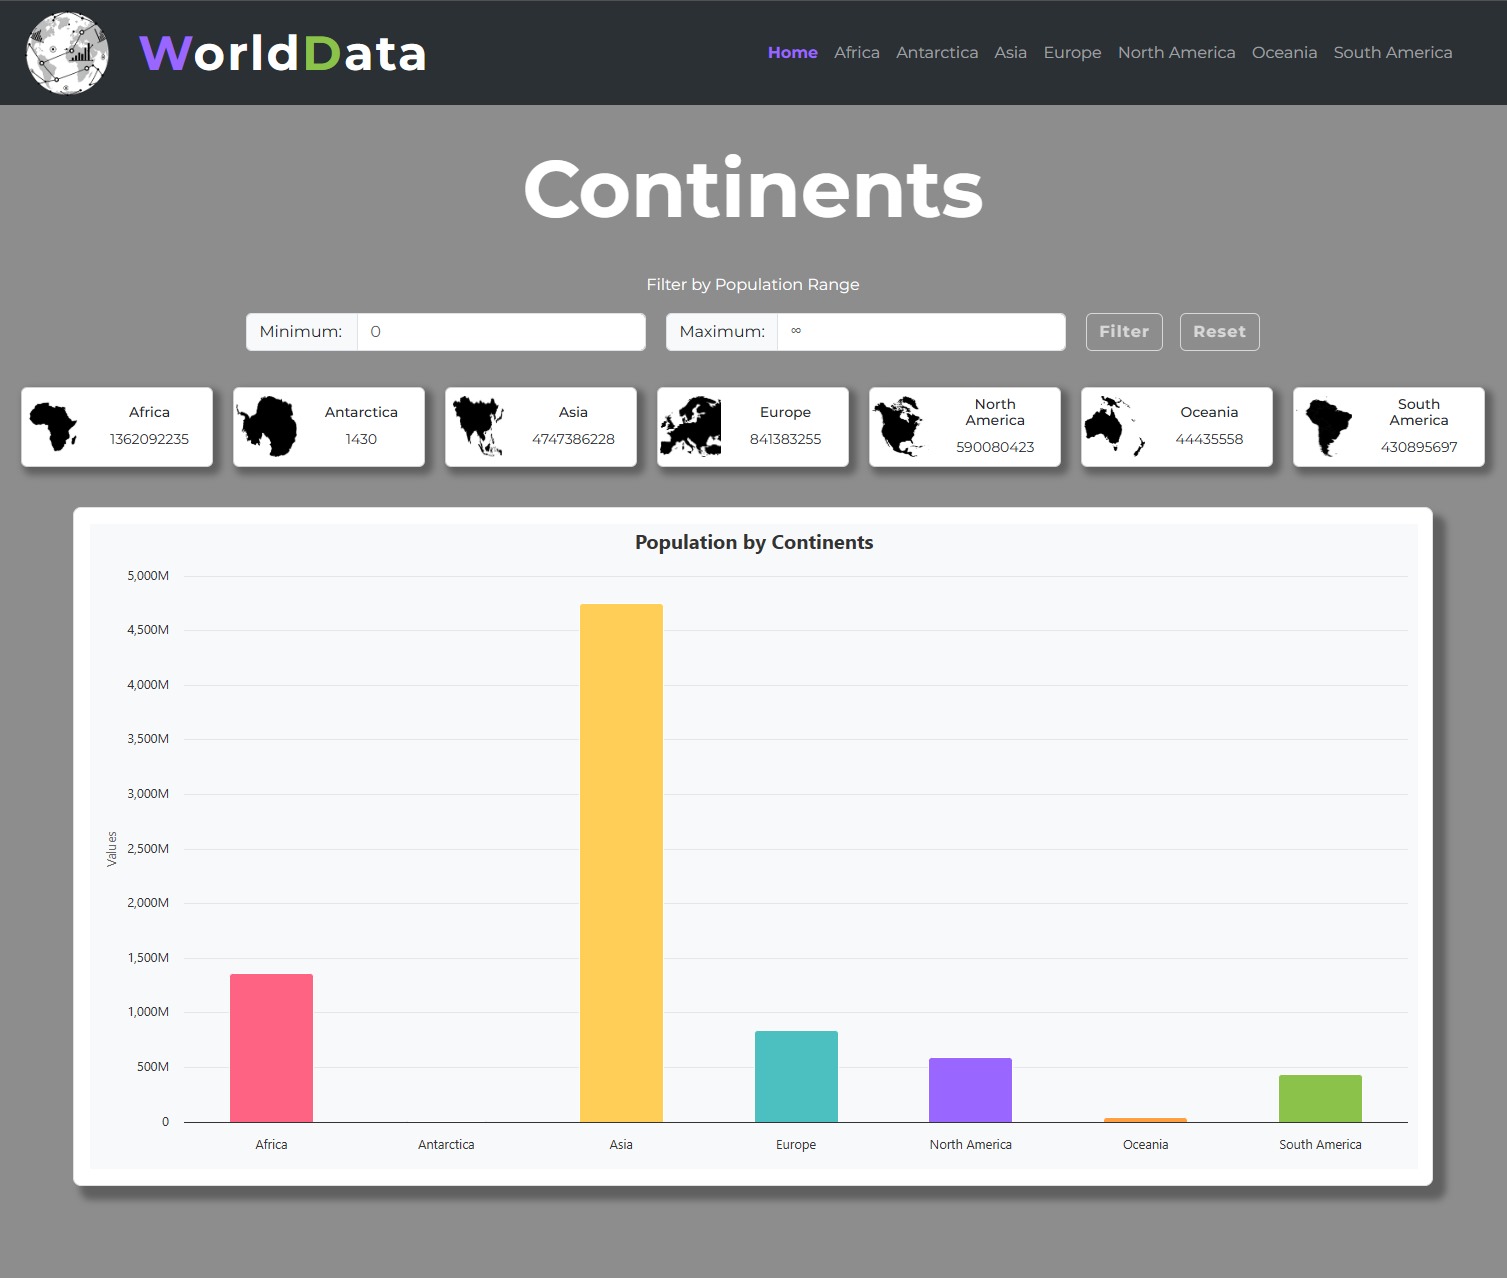 WorldData
Home Africa Antarctica Asia Europe North America Oceania South America
Continents
Filter by Population Range
Minimum: 0 Maximum: ∞ Filter Reset
Africa
1362092235
Antarctica
1430
Asia
4747386228
Europe
841383255
North
America
590080423
Oceania
44435558
South
America
430895697
Population by Continents
5,000M
4,500M
4,000M
3,500M
3,000M
2,500M
2,000M
1,500M
1,000M
500M
0
Values
Africa Antarctica Asia Europe North America Oceania South America